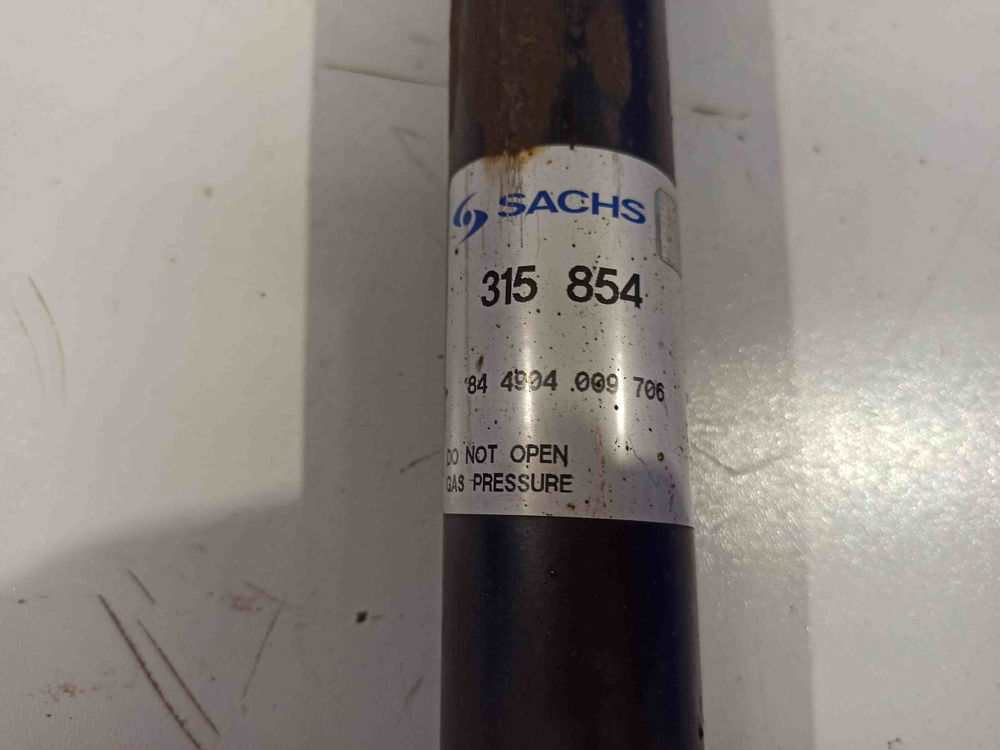 SACHS
315 854
84 4904 009 706
DO NOT OPEN
GAS PRESSURE